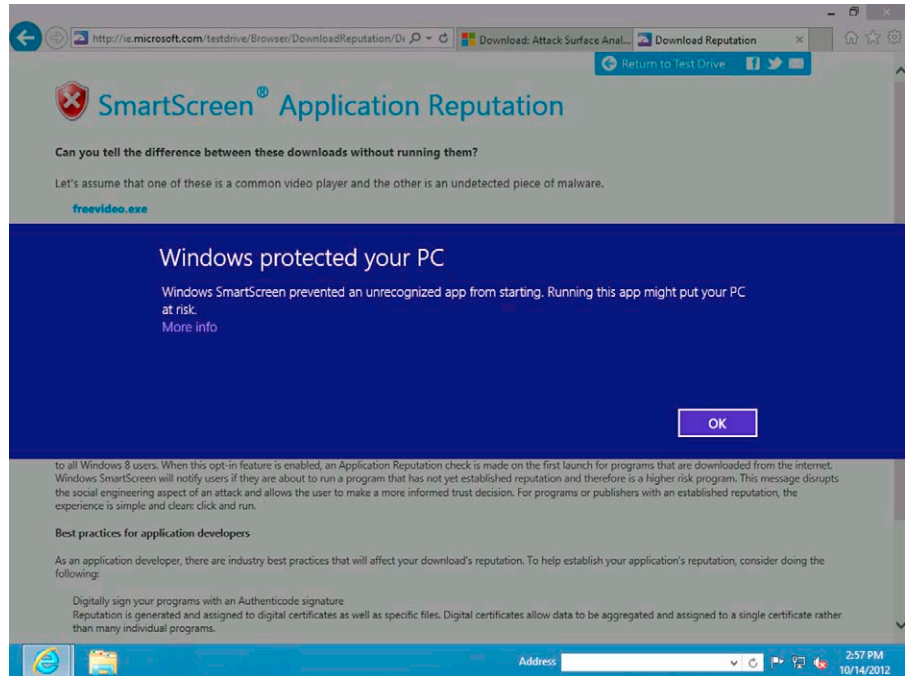 http://ie.microsoft.com/testdrive/Browser/DownloadReputation/De
Download: Attack Surface Anal...
Download Reputation
Return to Test Drive
SmartScreen® Application Reputation
Can you tell the difference between these downloads without running them?
Let's assume that one of these is a common video player and the other is an undetected piece of malware.
freevideo.exe
Windows protected your PC
Windows SmartScreen prevented an unrecognized app from starting. Running this app might put your PC
at risk.
More info
OK
to all Windows 8 users. When this opt-in feature is enabled, an Application Reputation check is made on the first launch for programs that are downloaded from the internet.
Windows SmartScreen will notify users if they are about to run a program that has not yet established reputation and therefore is a higher risk program. This message disrupts
the social engineering aspect of an attack and allows the user to make a more informed trust decision. For programs or publishers with an established reputation, the
experience is simple and clean: click and run.
Best practices for application developers
As an application developer, there are industry best practices that will affect your download's reputation. To help establish your application's reputation, consider doing the
following:
Digitally sign your programs with an Authenticode signature
Reputation is generated and assigned to digital certificates as well as specific files. Digital certificates allow data to be aggregated and assigned to a single certificate rather
than many individual programs.
Address
2:57 PM
10/14/2012